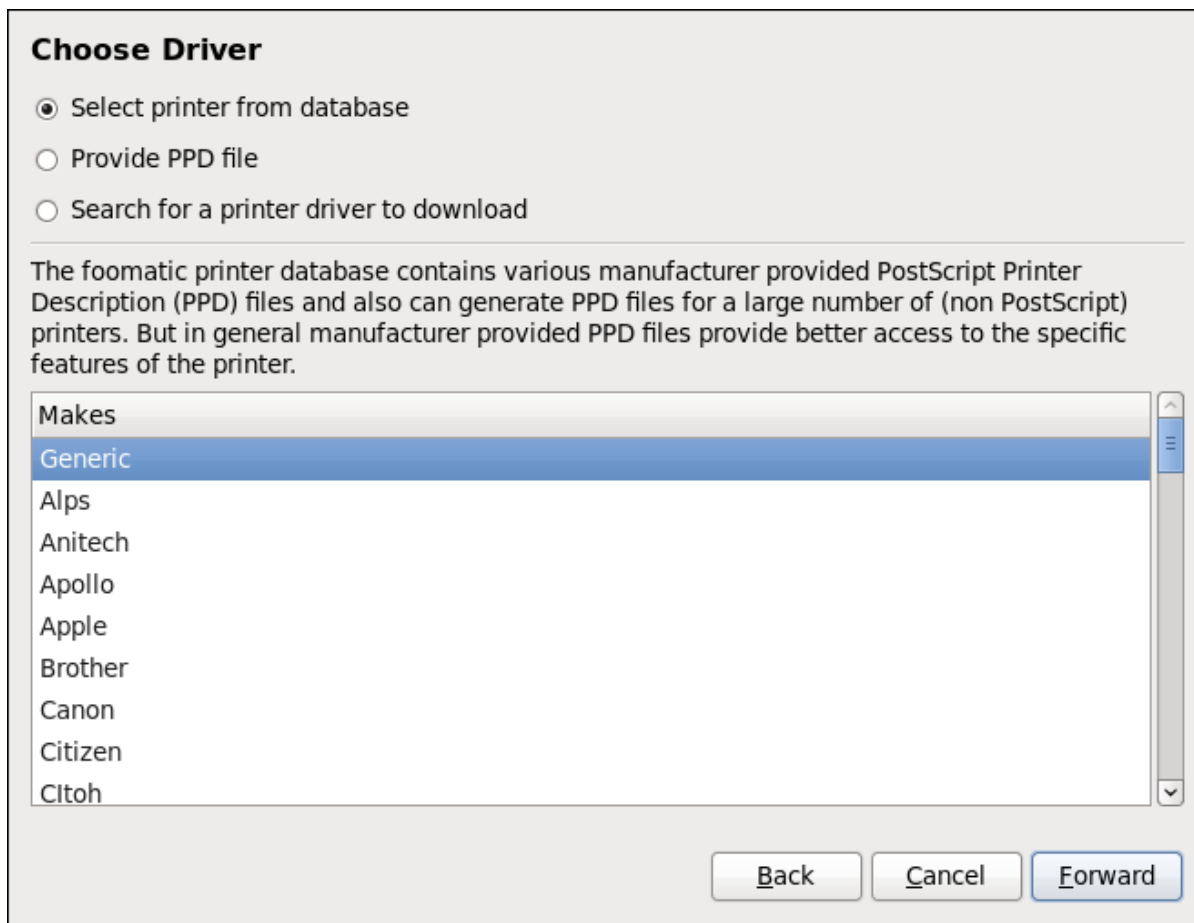 Choose Driver
Select printer from database
Provide PPD file
Search for a printer driver to download
The foomatic printer database contains various manufacturer provided PostScript Printer
Description (PPD) files and also can generate PPD files for a large number of (non PostScript)
printers. But in general manufacturer provided PPD files provide better access to the specific
features of the printer.
Makes
Generic
Alps
Anitech
Apollo
Apple
Brother
Canon
Citizen
CItoh
Back Cancel Forward